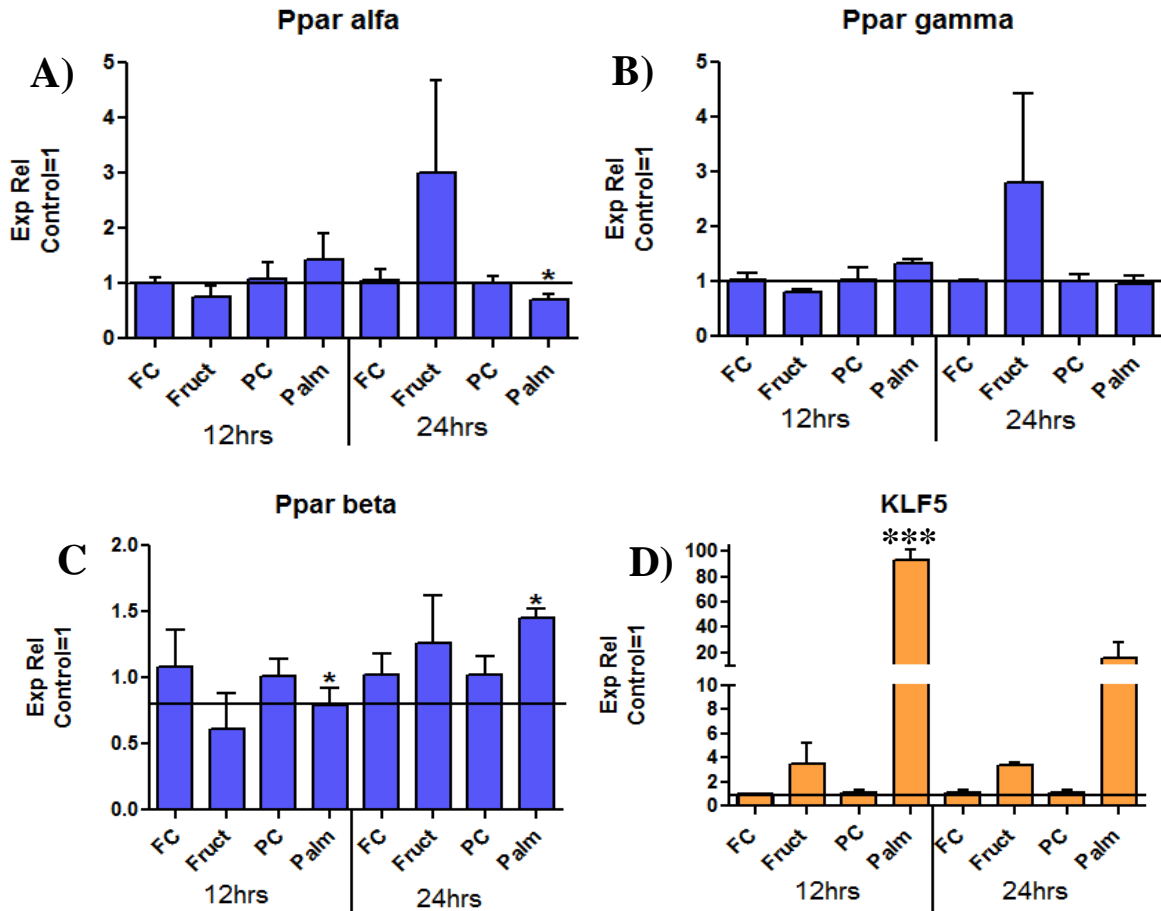 Ppar alfa
A)
Exp Rel
Control=1
5
4
3
2
1
0
*
FC
Fruct
PC
Palm
FC
Fruct
PC
Palm
12hrs
24hrs
Ppar gamma
B)
Exp Rel
Control=1
5
4
3
2
1
0
FC
Fruct
PC
Palm
FC
Fruct
PC
Palm
12hrs
24hrs
Ppar beta
C
Exp Rel
Control=1
2.0
1.5
1.0
0.5
0.0
*
*
FC
Fruct
PC
Palm
FC
Fruct
PC
Palm
12hrs
24hrs
KLF5
D)
Exp Rel
Control=1
100
80
60
40
20
10
8
6
4
2
0
***
FC
Fruct
PC
Palm
FC
Fruct
PC
Palm
12hrs
24hrs